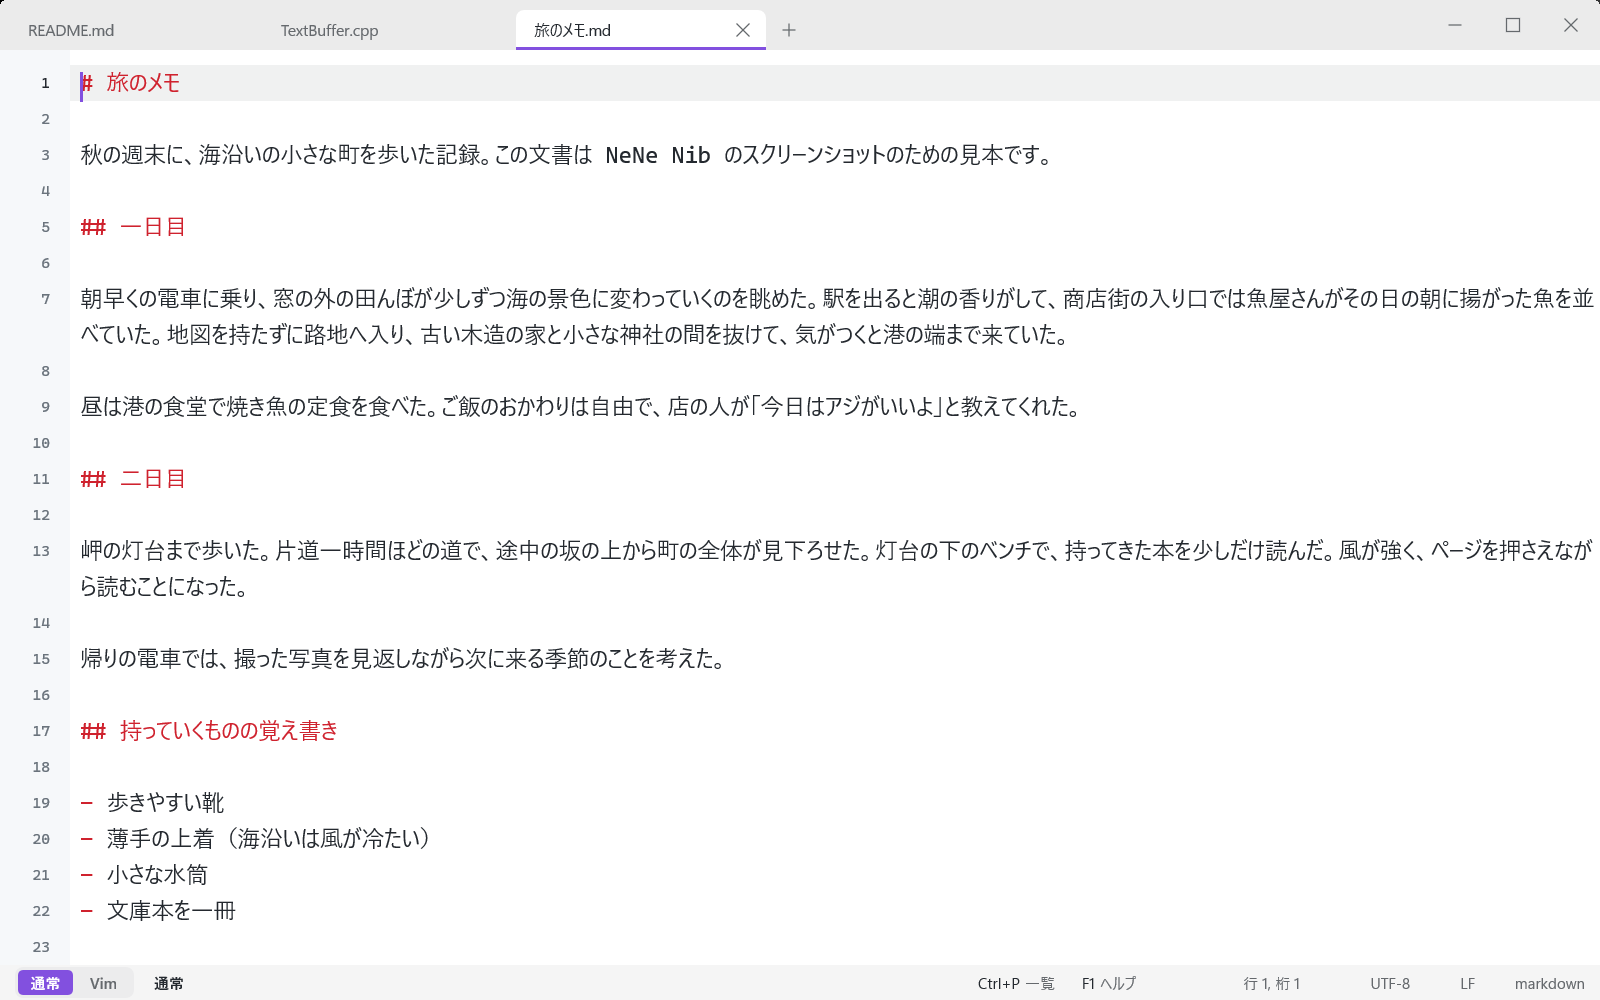 README.md
TextBuffer.cpp
旅のメモ.md
1 # 旅のメモ
2
3 秋の週末に、海沿いの小さな町を歩いた記録。この文書は NeNe Nib のスクリーンショットのための見本です。
4
5 ## 一日目
6
7 朝早くの電車に乗り、窓の外の田んぼが少しずつ海の景色に変わっていくのを眺めた。駅を出ると潮の香りがして、商店街の入り口では魚屋さんがその日の朝に揚がった魚を並
べていた。地図を持たずに路地へ入り、古い木造の家と小さな神社の間を抜けて、気がつくと港の端まで来ていた。
8
9 昼は港の食堂で焼き魚の定食を食べた。ご飯のおかわりは自由で、店の人が「今日はアジがいいよ」と教えてくれた。
10
11 ## 二日目
12
13 岬の灯台まで歩いた。片道一時間ほどの道で、途中の坂の上から町の全体が見下ろせた。灯台の下のベンチで、持ってきた本を少しだけ読んだ。風が強く、ページを押さえなが
ら読むことになった。
14
15 帰りの電車では、撮った写真を見返しながら次に来る季節のことを考えた。
16
17 ## 持っていくものの覚え書き
18
19 - 歩きやすい靴
20 - 薄手の上着（海沿いは風が冷たい）
21 - 小さな水筒
22 - 文庫本を一冊
23
通常 Vim 通常 Ctrl+P 一覧 F1 ヘルプ 行 1, 桁 1 UTF-8 LF markdown